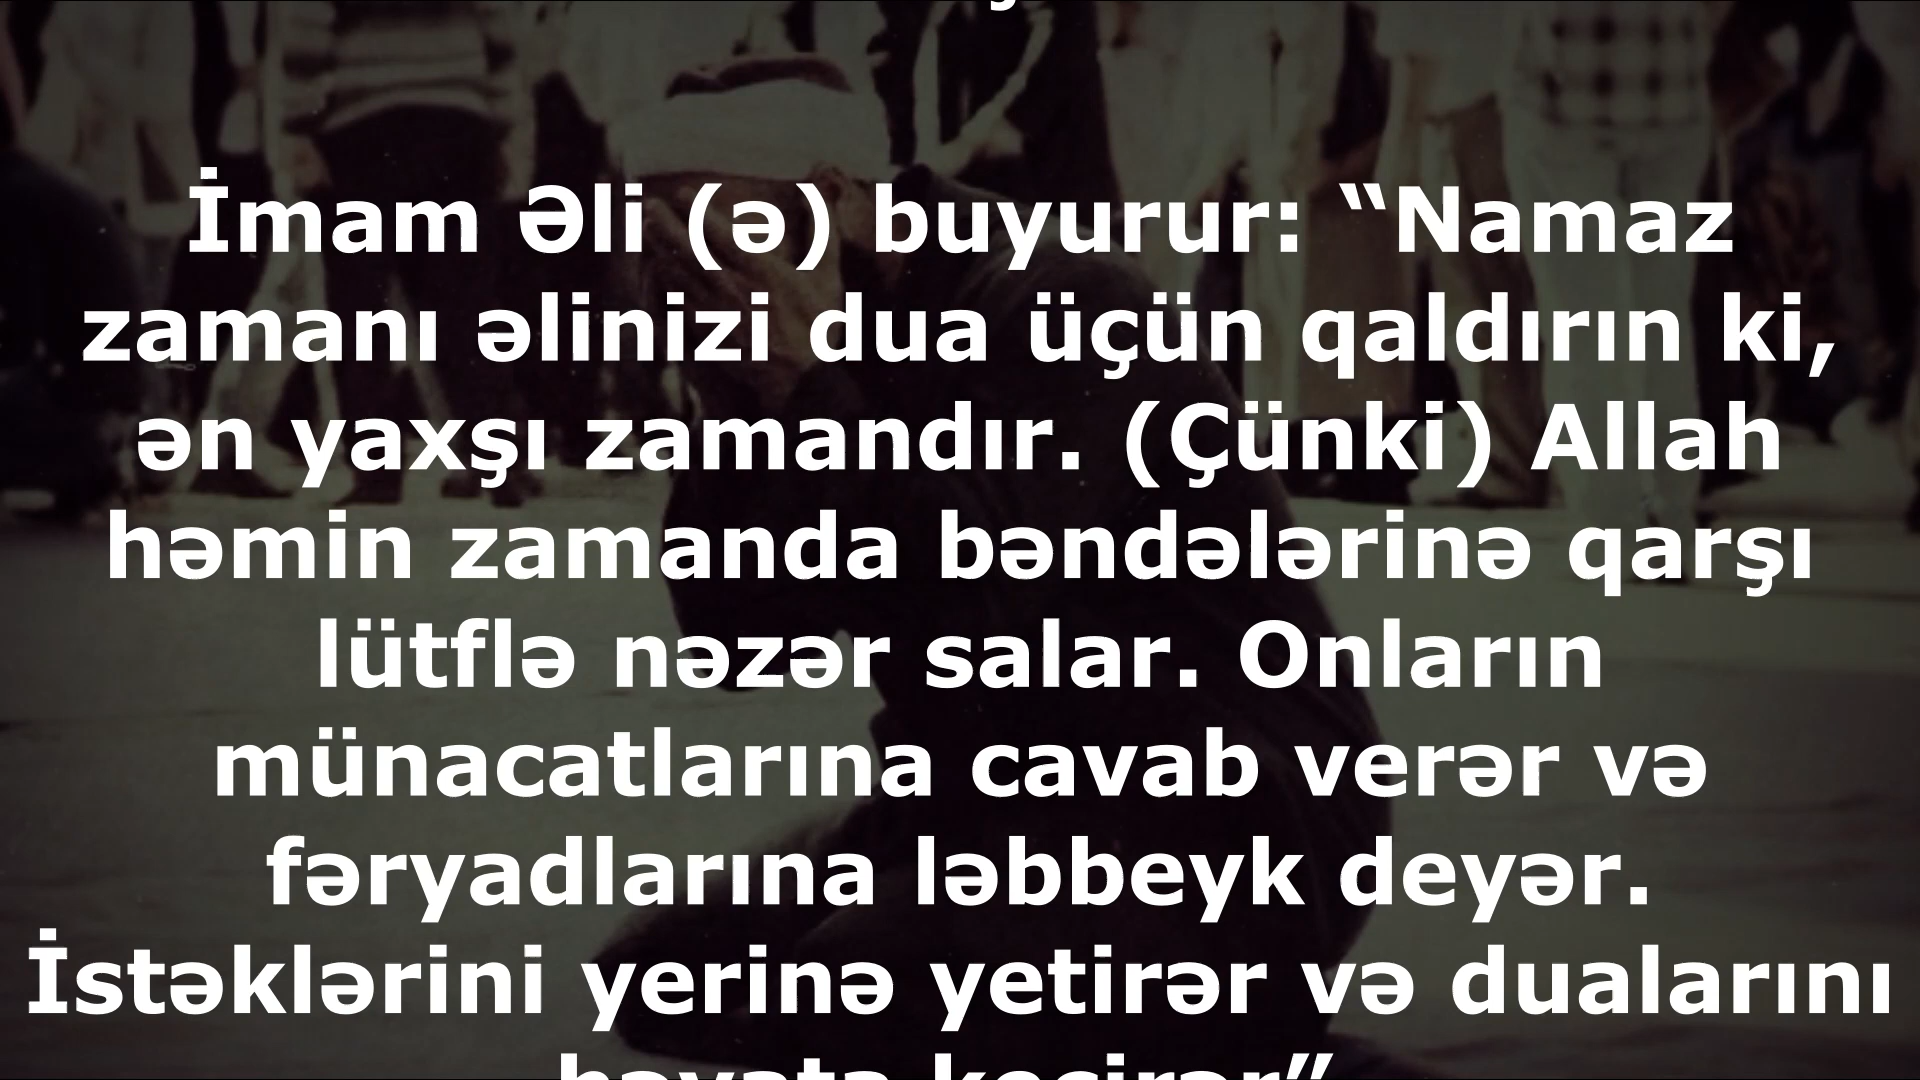 İmam Əli (ə) buyurur: “Namaz
zamanı əlinizi dua üçün qaldırın ki,
ən yaxşı zamandır. (Çünki) Allah
həmin zamanda bəndələrinə qarşı
lütflə nəzər salar. Onların
münacatlarına cavab verər və
fəryadlarına ləbbeyk deyər.
İstəklərini yerinə yetirər və dualarını